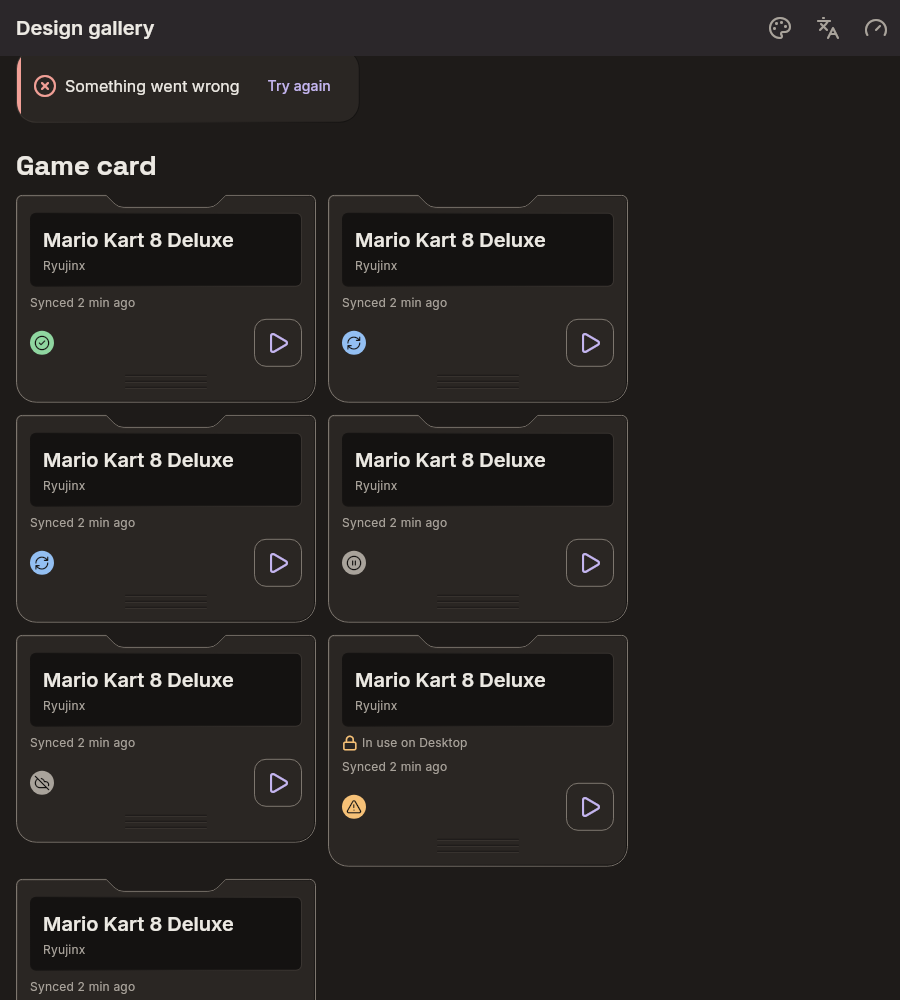 Design gallery
Something went wrong Try again
Game card
Mario Kart 8 Deluxe
Ryujinx
Synced 2 min ago
Mario Kart 8 Deluxe
Ryujinx
Synced 2 min ago
Mario Kart 8 Deluxe
Ryujinx
Synced 2 min ago
Mario Kart 8 Deluxe
Ryujinx
Synced 2 min ago
Mario Kart 8 Deluxe
Ryujinx
Synced 2 min ago
Mario Kart 8 Deluxe
Ryujinx
In use on Desktop
Synced 2 min ago
Mario Kart 8 Deluxe
Ryujinx
Synced 2 min ago